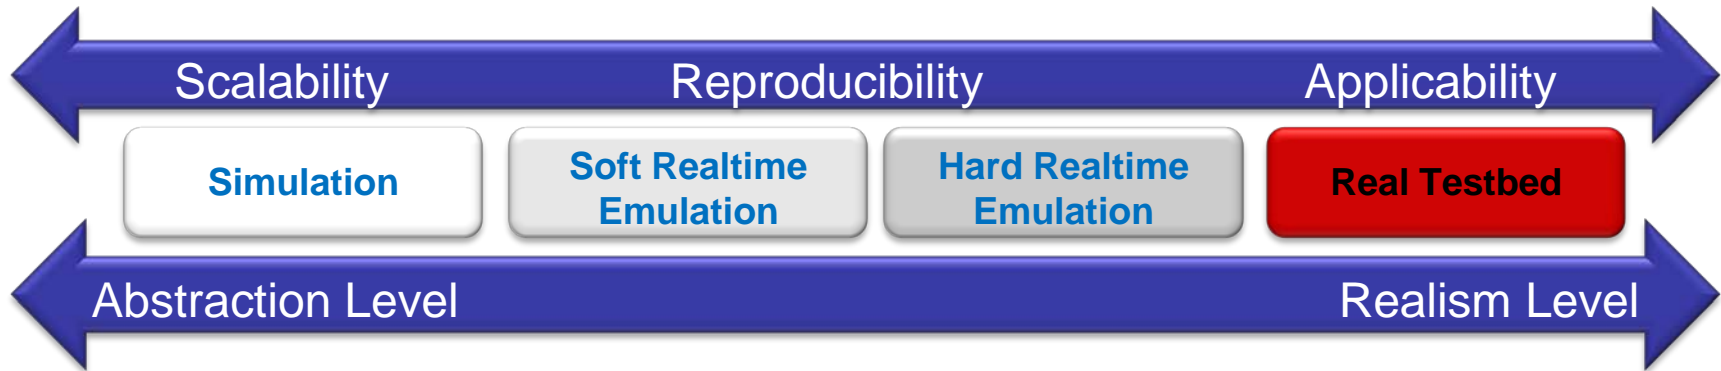 Scalability Reproducibility Applicability
Simulation
Soft Realtime
Emulation
Hard Realtime
Emulation
Real Testbed
Abstraction Level Realism Level